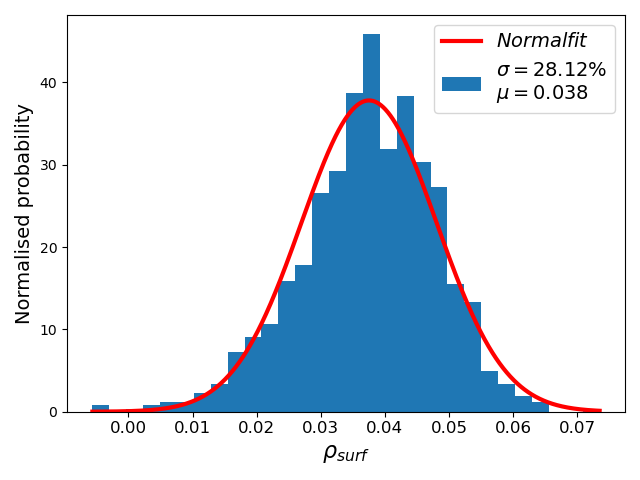 Normalfit
σ = 28.12%
μ = 0.038
Normalised probability
40
30
20
10
0
0.00 0.01 0.02 0.03 0.04 0.05 0.06 0.07
ρsurf